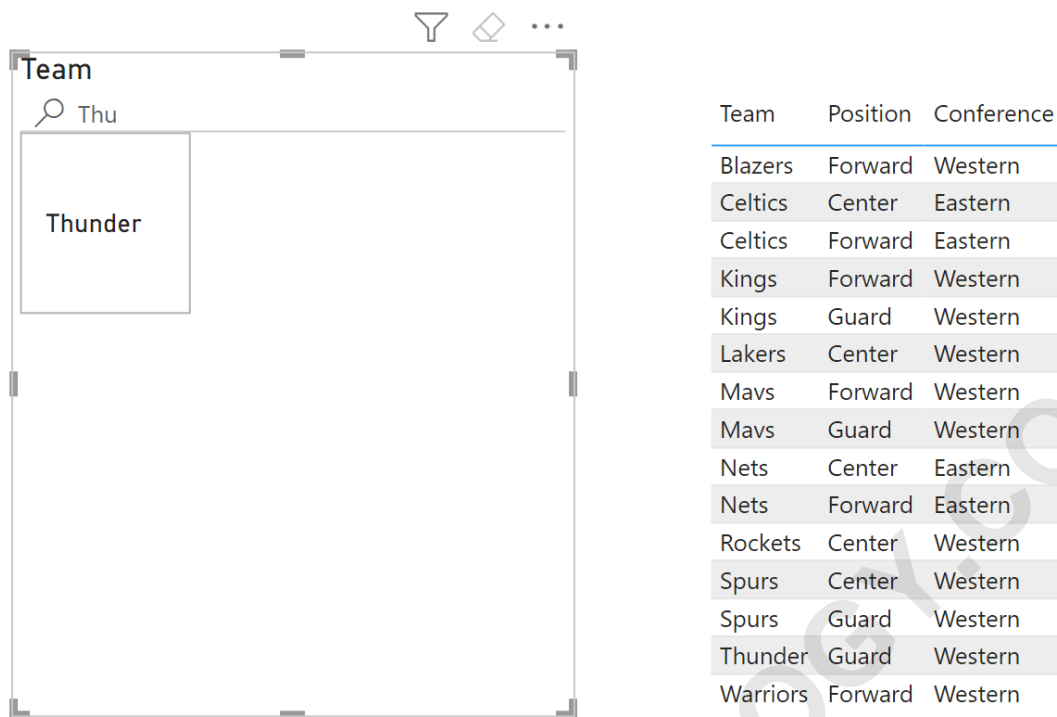 Team
Thu
Thunder
Team Position Conference
Blazers Forward Western
Celtics Center Eastern
Celtics Forward Eastern
Kings Forward Western
Kings Guard Western
Lakers Center Western
Mavs Forward Western
Mavs Guard Western
Nets Center Eastern
Nets Forward Eastern
Rockets Center Western
Spurs Center Western
Spurs Guard Western
Thunder Guard Western
Warriors Forward Western
OGY.CO